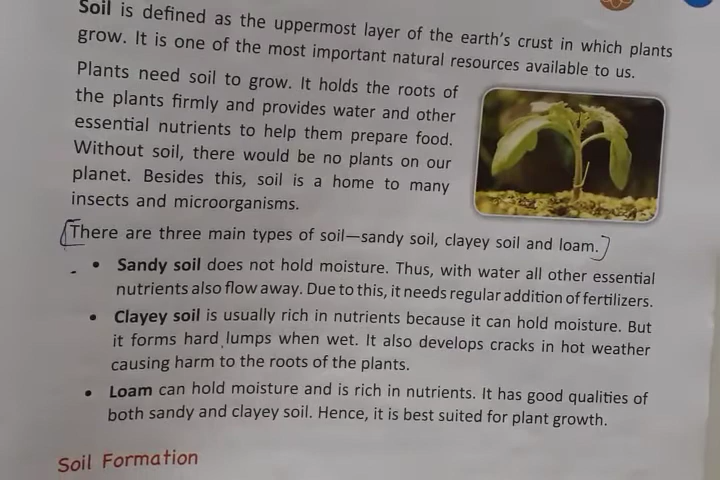 Soil is defined as the uppermost layer of the earth's crust in which plants
grow. It is one of the most important natural resources available to us.
Plants need soil to grow. It holds the roots of
the plants firmly and provides water and other
essential nutrients to help them prepare food.
Without soil, there would be no plants on our
planet. Besides this, soil is a home to many
insects and microorganisms.
There are three main types of soil—sandy soil, clayey soil and loam.
• Sandy soil does not hold moisture. Thus, with water all other essential
nutrients also flow away. Due to this, it needs regular addition of fertilizers.
• Clayey soil is usually rich in nutrients because it can hold moisture. But
it forms hard lumps when wet. It also develops cracks in hot weather
causing harm to the roots of the plants.
• Loam can hold moisture and is rich in nutrients. It has good qualities of
both sandy and clayey soil. Hence, it is best suited for plant growth.
Soil Formation